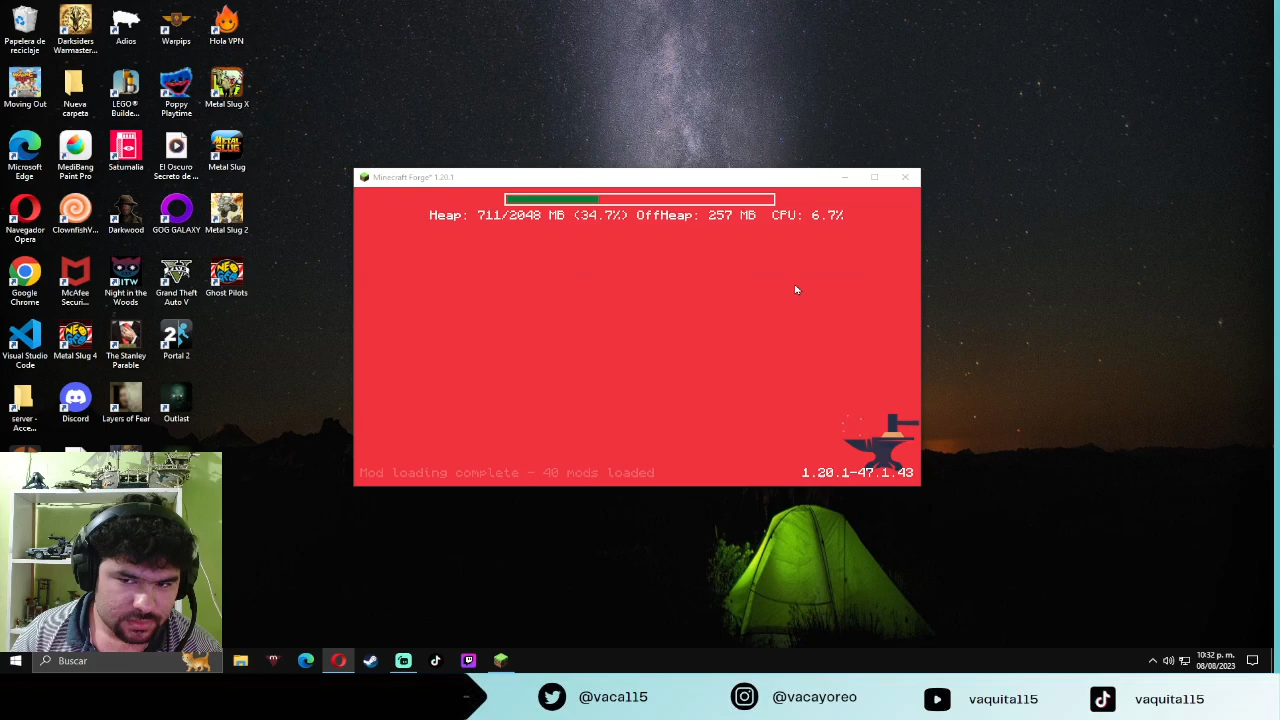 Papelera de
reciclaje
Darksiders
Warmaster...
Adios
Warpips
Hola VPN
Moving Out
Nueva
carpeta
LEGO®
Builde...
Poppy
Playtime
Metal Slug X
Microsoft
Edge
MediBang
Paint Pro
Saturnalia
El Oscuro
Secreto de ...
Metal Slug
Navegador
Opera
ClownfishV...
Darkwood
GOG GALAXY
Metal Slug 2
Google
Chrome
McAfee
Securi...
Night in the
Woods
Grand Theft
Auto V
Ghost Pilots
Visual Studio
Code
Metal Slug 4
The Stanley
Parable
Portal 2
server -
Acce...
Discord
Layers of Fear
Outlast
Minecraft Forge* 1.20.1
Heap: 711/2048 MB (34.7%) OffHeap: 257 MB CPU: 6.7%
Mod loading complete - 40 mods loaded
1.20.1-47.1.43
Buscar
10:32 p. m.
08/08/2023
@vaca115
@vacayoreo
vaquita115
vaquita115